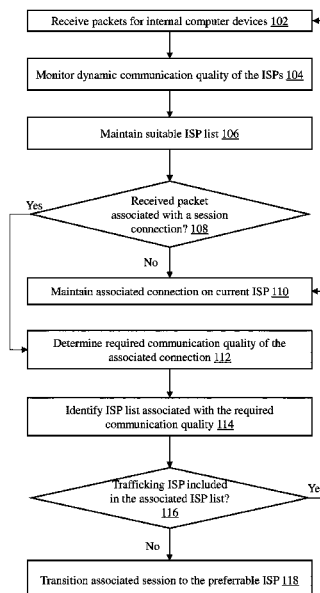 Receive packets for internal computer devices 102
Monitor dynamic communication quality of the ISPs 104
Maintain suitable ISP list 106
Yes
Received packet
associated with a session
connection? 108
No
Maintain associated connection on current ISP 110
Determine required communication quality of the
associated connection
112
Identify ISP list associated with the required
communication quality 114
Trafficking ISP included
in the associated ISP list?
116
Ye
No
Transition associated session to the preferrable ISP 118